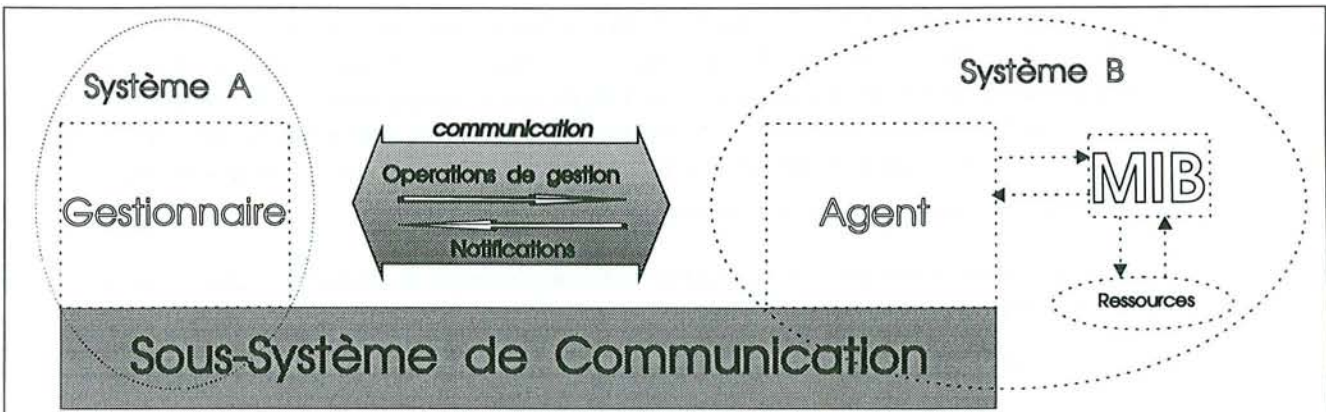 Système A
Système B
communication
Operations de gestion
Notifications
Gestionnaire
Agent
MIB
Ressources
Sous-Système de Communication